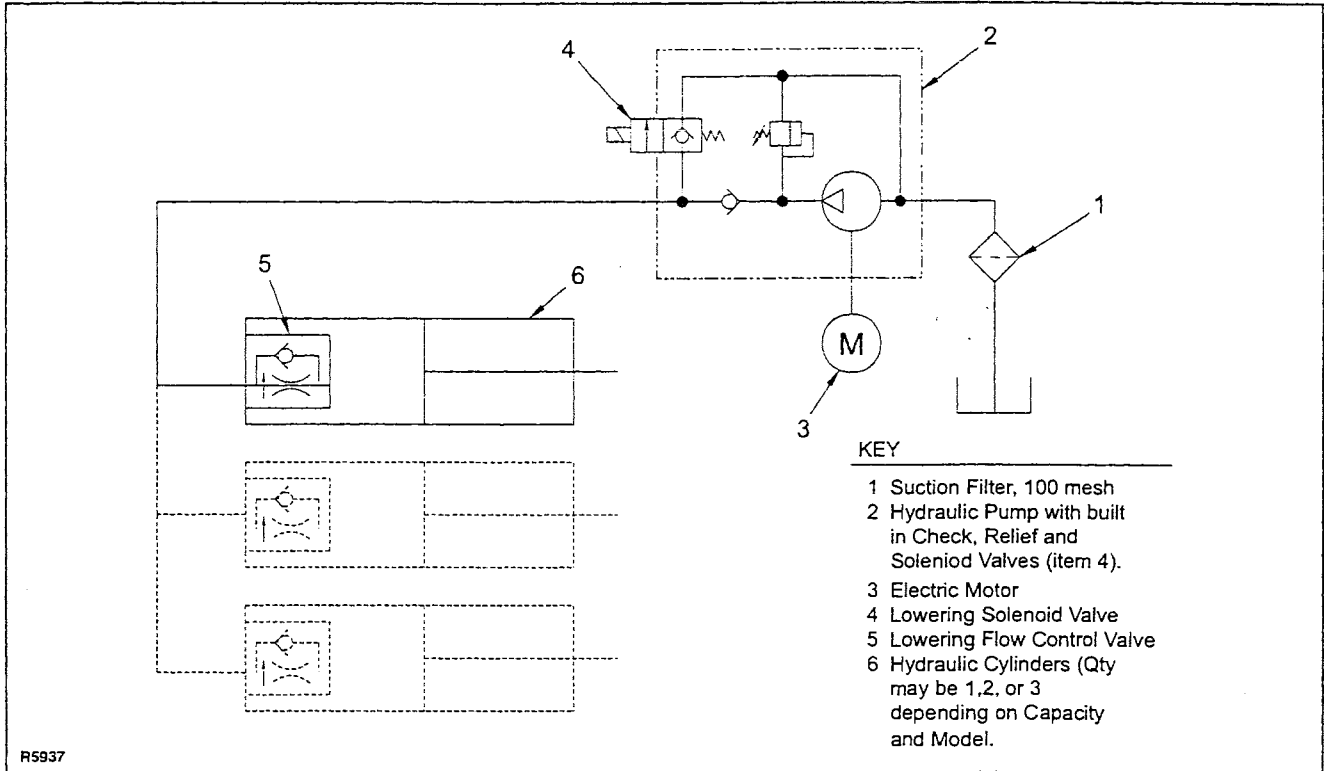 2
4
1
5
6
M
3
KEY
1 Suction Filter, 100 mesh
2 Hydraulic Pump with built
in Check, Relief and
Soleniod Valves (item 4).
3 Electric Motor
4 Lowering Solenoid Valve
5 Lowering Flow Control Valve
6 Hydraulic Cylinders (Qty
may be 1,2, or 3
depending on Capacity
and Model.
R5937